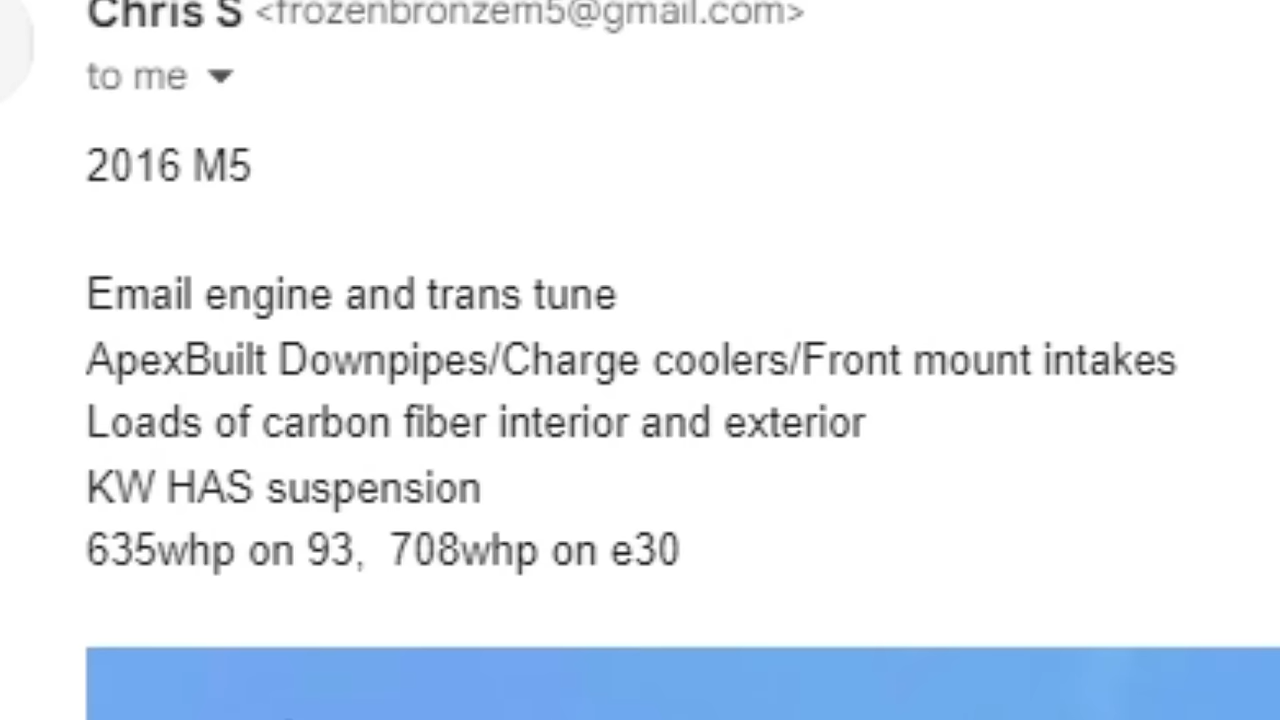 Chris S <frozenbronzem5@gmail.com>
to me
2016 M5
Email engine and trans tune
ApexBuilt Downpipes/Charge coolers/Front mount intakes
Loads of carbon fiber interior and exterior
KW HAS suspension
635whp on 93,  708whp on e30